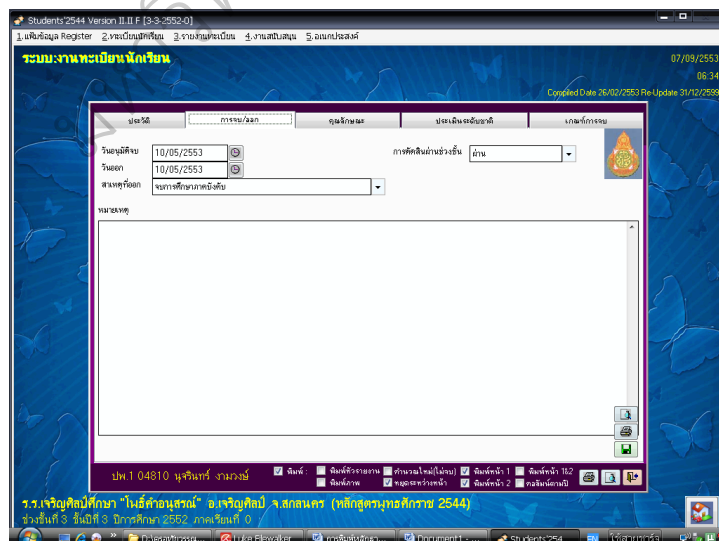 Students'2544 Version II.II F [3-3-2552-0]
1.แฟ้มข้อมูล Register 2.ทะเบียนนักเรียน 3.รายงานทะเบียน 4.งานสนับสนุน 5.อเนกประสงค์
ระบบ:งานทะเบียนนักเรียน
07/09/2553
06:34
Compiled Date 26/02/2553 Re-Update 31/12/2599
ประวัติ การจบ/ออก คุณลักษณะ ประเมินระดับชาติ เกณฑ์การจบ
วันอนุมัติจบ 10/05/2553 การตัดสินผ่านช่วงชั้น ผ่าน
วันออก 10/05/2553
สาเหตุที่ออก จบการศึกษาภาคบังคับ
หมายเหตุ
ปพ.1 04810 นุจรินทร์ งามวงษ์ พิมพ์ : พิมพ์หัวรายงาน คำนวณใหม่(ไม่จบ) พิมพ์หน้า 1 พิมพ์หน้า 1&2
พิมพ์ภาพ หยุดระหว่างหน้า พิมพ์หน้า 2 คอลัมน์ตามปี
ร.ร.เจริญศิลป์ศึกษา "โพธิ์คำอนุสรณ์" อ.เจริญศิลป์ จ.สกลนคร (หลักสูตรพุทธศักราช 2544)
ช่วงชั้นที่ 3 ชั้นปีที่ 3 ปีการศึกษา 2552 ภาคเรียนที่ 0
Luke Filewalker Document1 - ... Students'254... EN